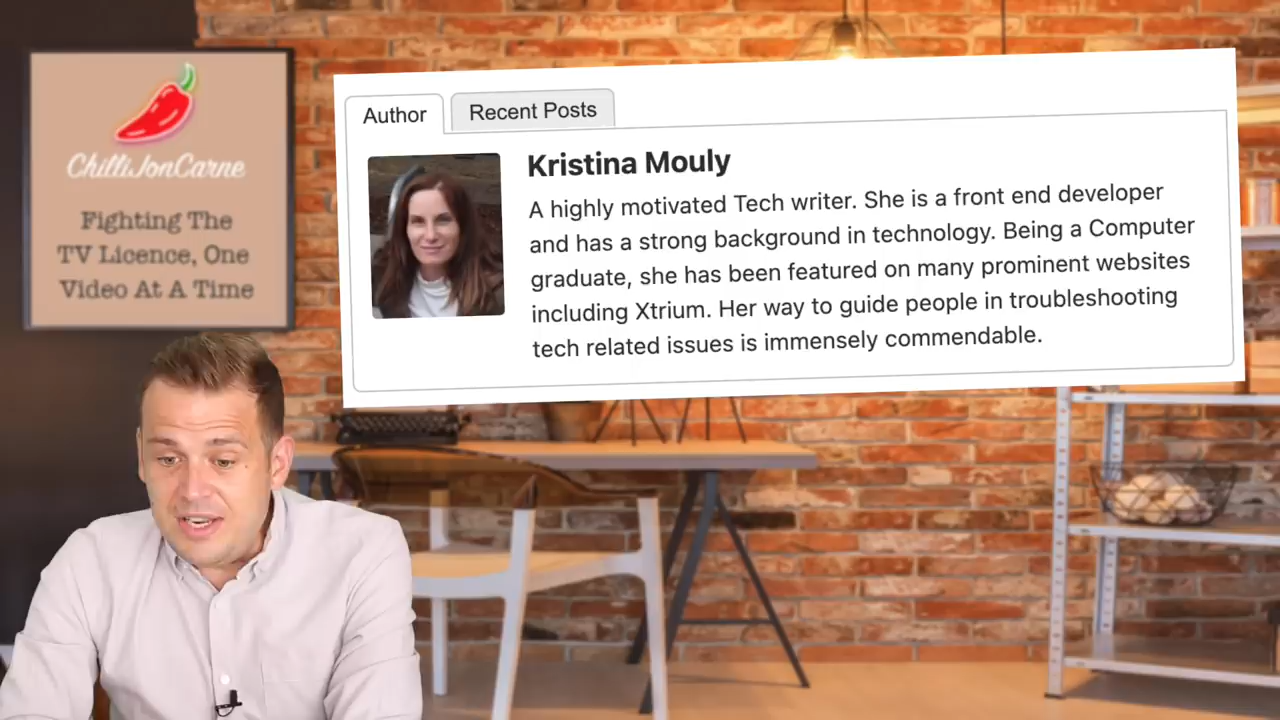 ChilliJonCarne
Fighting The
TV Licence, One
Video At A Time
Author
Recent Posts
Kristina Mouly
A highly motivated Tech writer. She is a front end developer
and has a strong background in technology. Being a Computer
graduate, she has been featured on many prominent websites
including Xtrium. Her way to guide people in troubleshooting
tech related issues is immensely commendable.